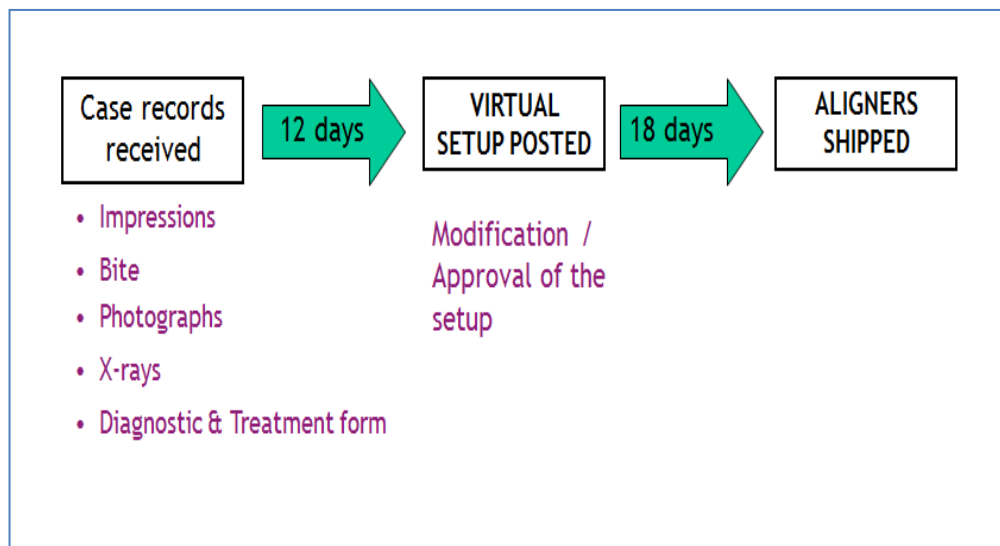 Case records
received
12 days
VIRTUAL
SETUP POSTED
18 days
ALIGNERS
SHIPPED
• Impressions
• Bite
• Photographs
• X-rays
• Diagnostic & Treatment form
Modification /
Approval of the
setup